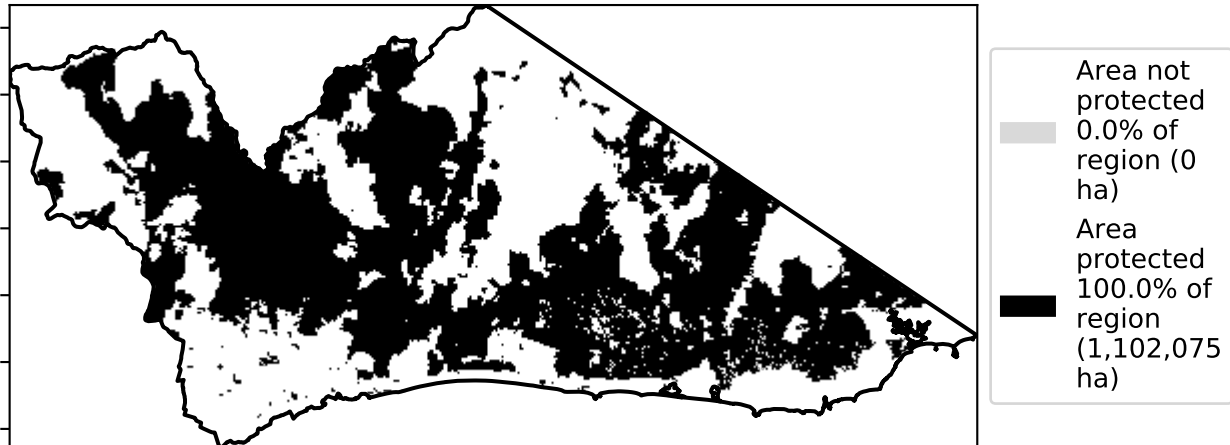 Area not
protected
0.0% of
region (0
ha)
Area
protected
100.0% of
region
(1,102,075
ha)